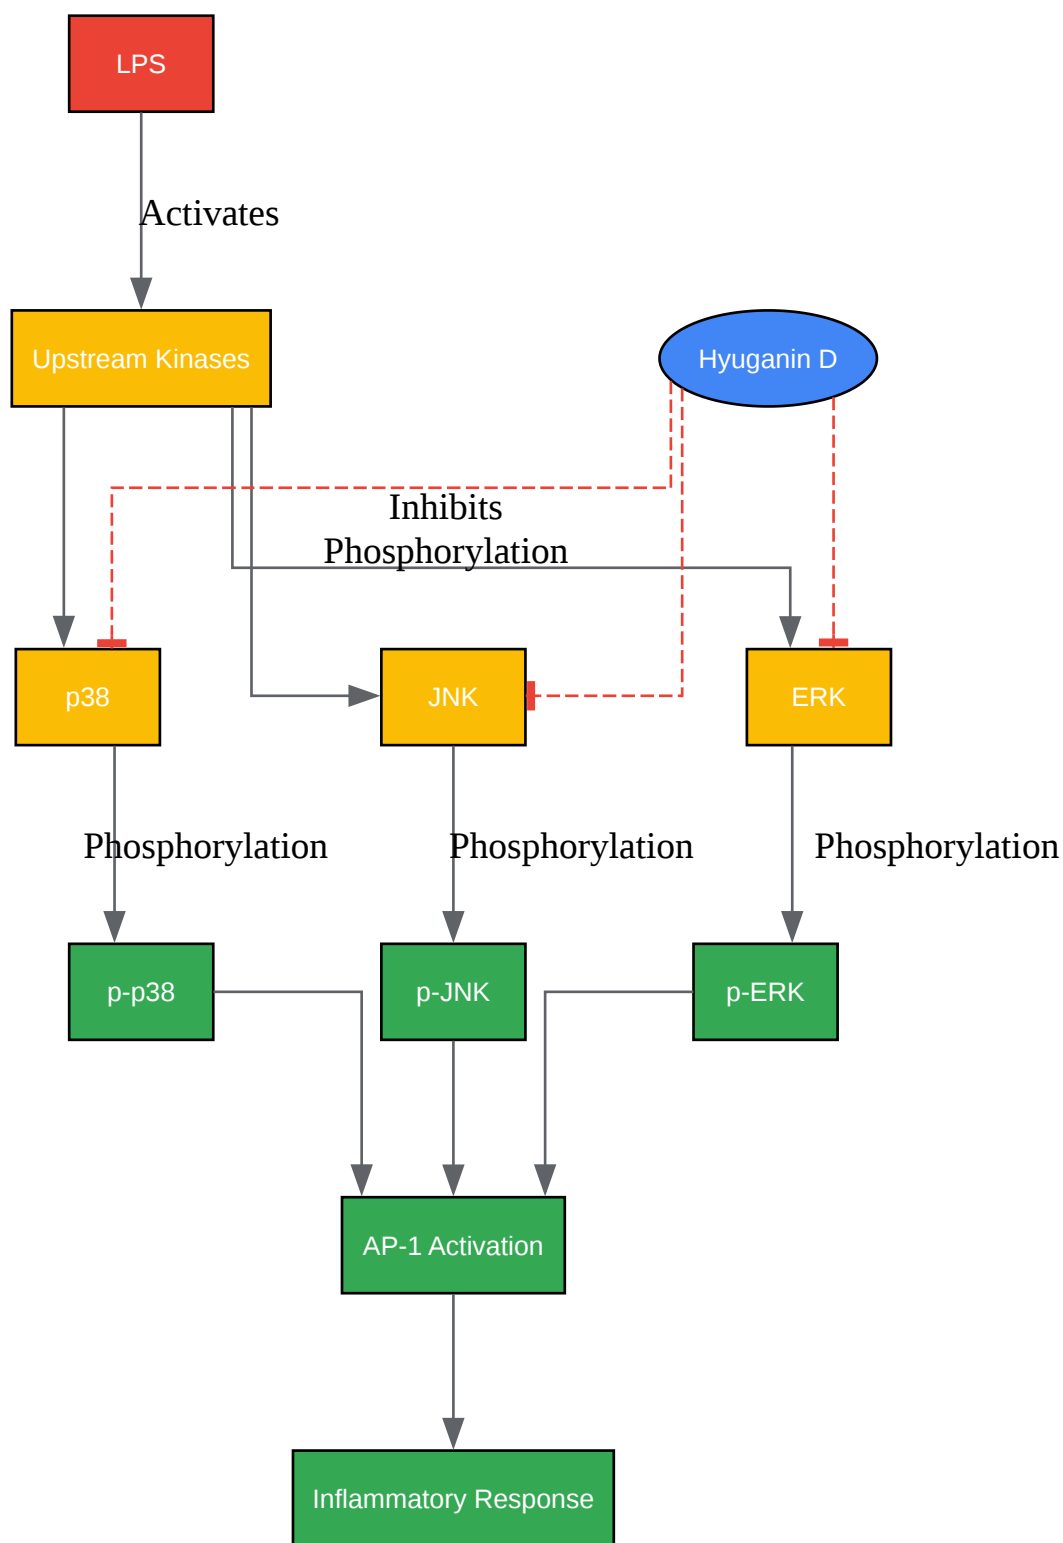 LPS
Activates
Upstream Kinases
Hyuganin D
Inhibits
Phosphorylation
p38
JNK
ERK
Phosphorylation
Phosphorylation
Phosphorylation
p-p38
p-JNK
p-ERK
AP-1 Activation
Inflammatory Response